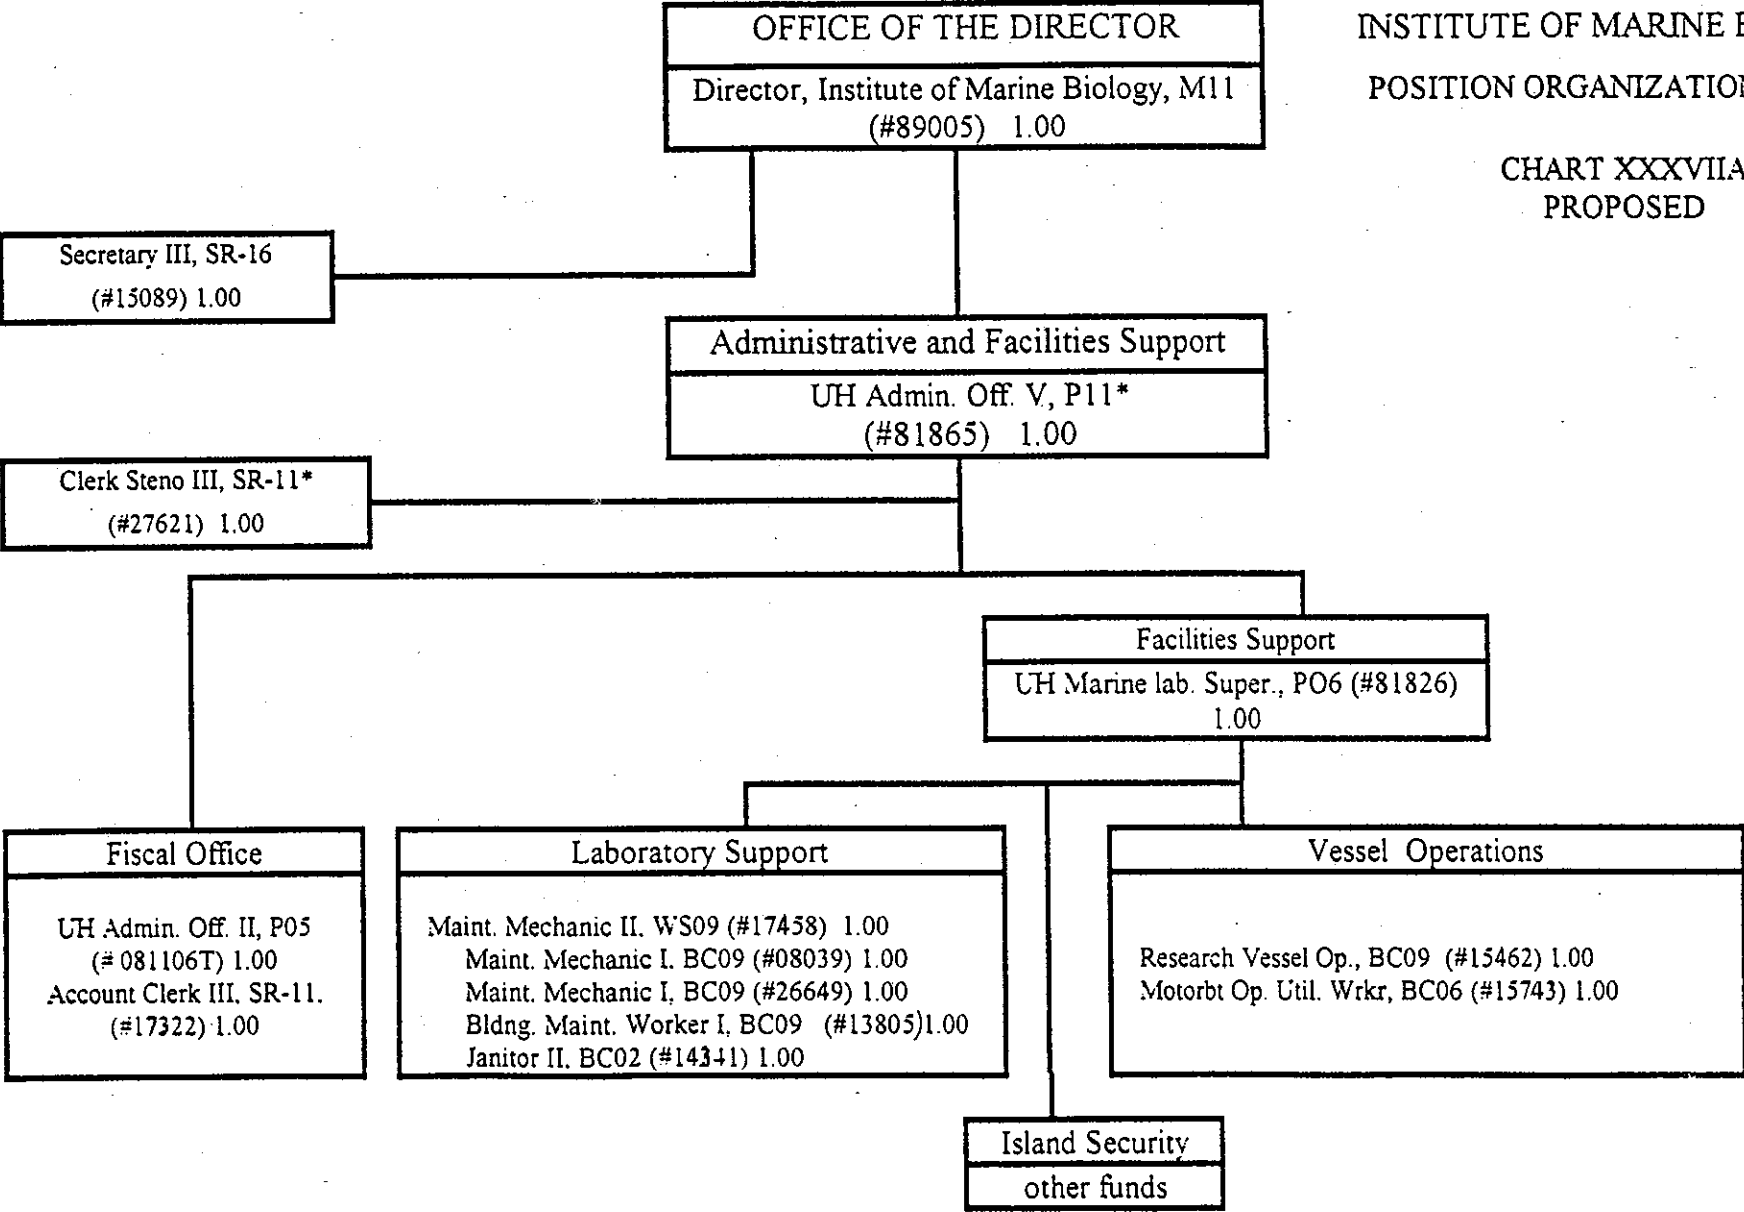 OFFICE OF THE DIRECTOR
Director, Institute of Marine Biology, M11
(#89005) 1.00
INSTITUTE OF MARINE
POSITION ORGANIZATION
CHART XXXVIIA
PROPOSED
Secretary III, SR-16
(#15089) 1.00
Administrative and Facilities Support
UH Admin. Off. V, P11*
(#81865) 1.00
Clerk Steno III, SR-11*
(#27621) 1.00
Facilities Support
UH Marine lab. Super., PO6 (#81826)
1.00
Fiscal Office
UH Admin. Off. II, P05
(# 081106T) 1.00
Account Clerk III, SR-11.
(#17322) 1.00
Laboratory Support
Maint. Mechanic II, WS09 (#17458) 1.00
Maint. Mechanic I, BC09 (#08039) 1.00
Maint. Mechanic I, BC09 (#26649) 1.00
Bldng. Maint. Worker I, BC09 (#13805)1.00
Janitor II, BC02 (#14341) 1.00
Vessel Operations
Research Vessel Op., BC09 (#15462) 1.00
Motorbt Op. Util. Wrkr, BC06 (#15743) 1.00
Island Security
other funds